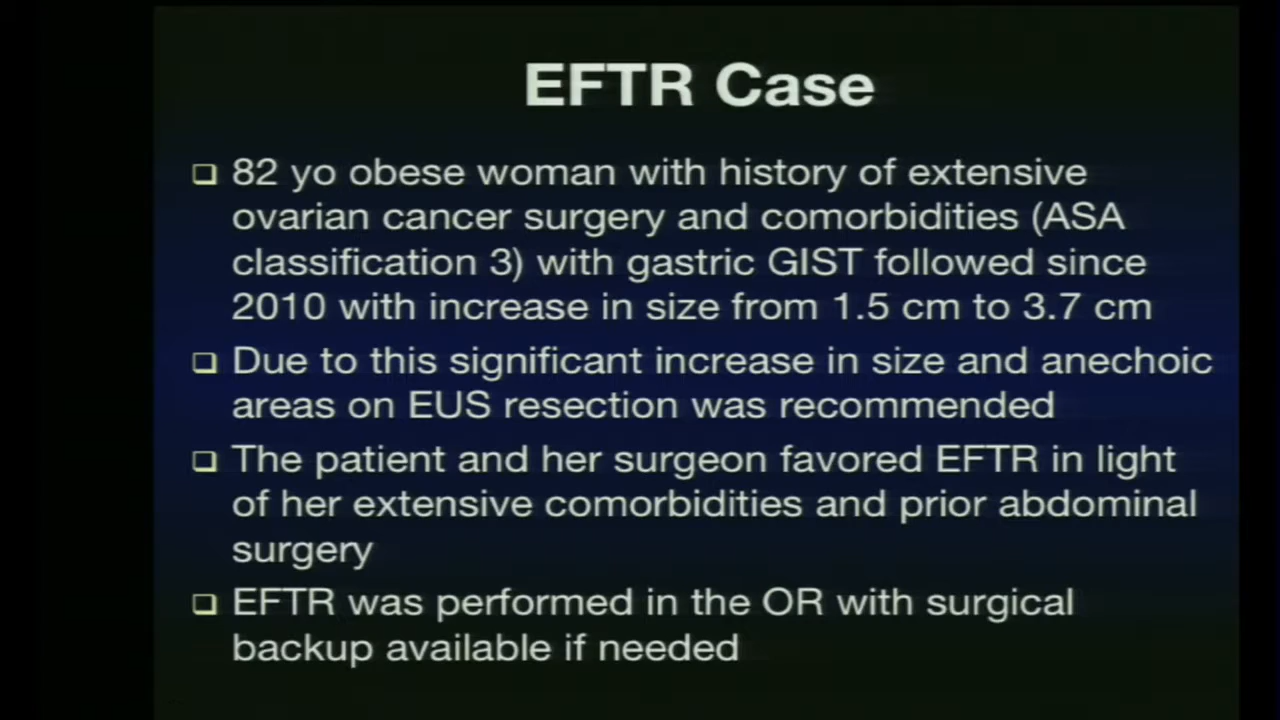 EFTR Case
82 yo obese woman with history of extensive
ovarian cancer surgery and comorbidities (ASA
classification 3) with gastric GIST followed since
2010 with increase in size from 1.5 cm to 3.7 cm
Due to this significant increase in size and anechoic
areas on EUS resection was recommended
The patient and her surgeon favored EFTR in light
of her extensive comorbidities and prior abdominal
surgery
EFTR was performed in the OR with surgical
backup available if needed